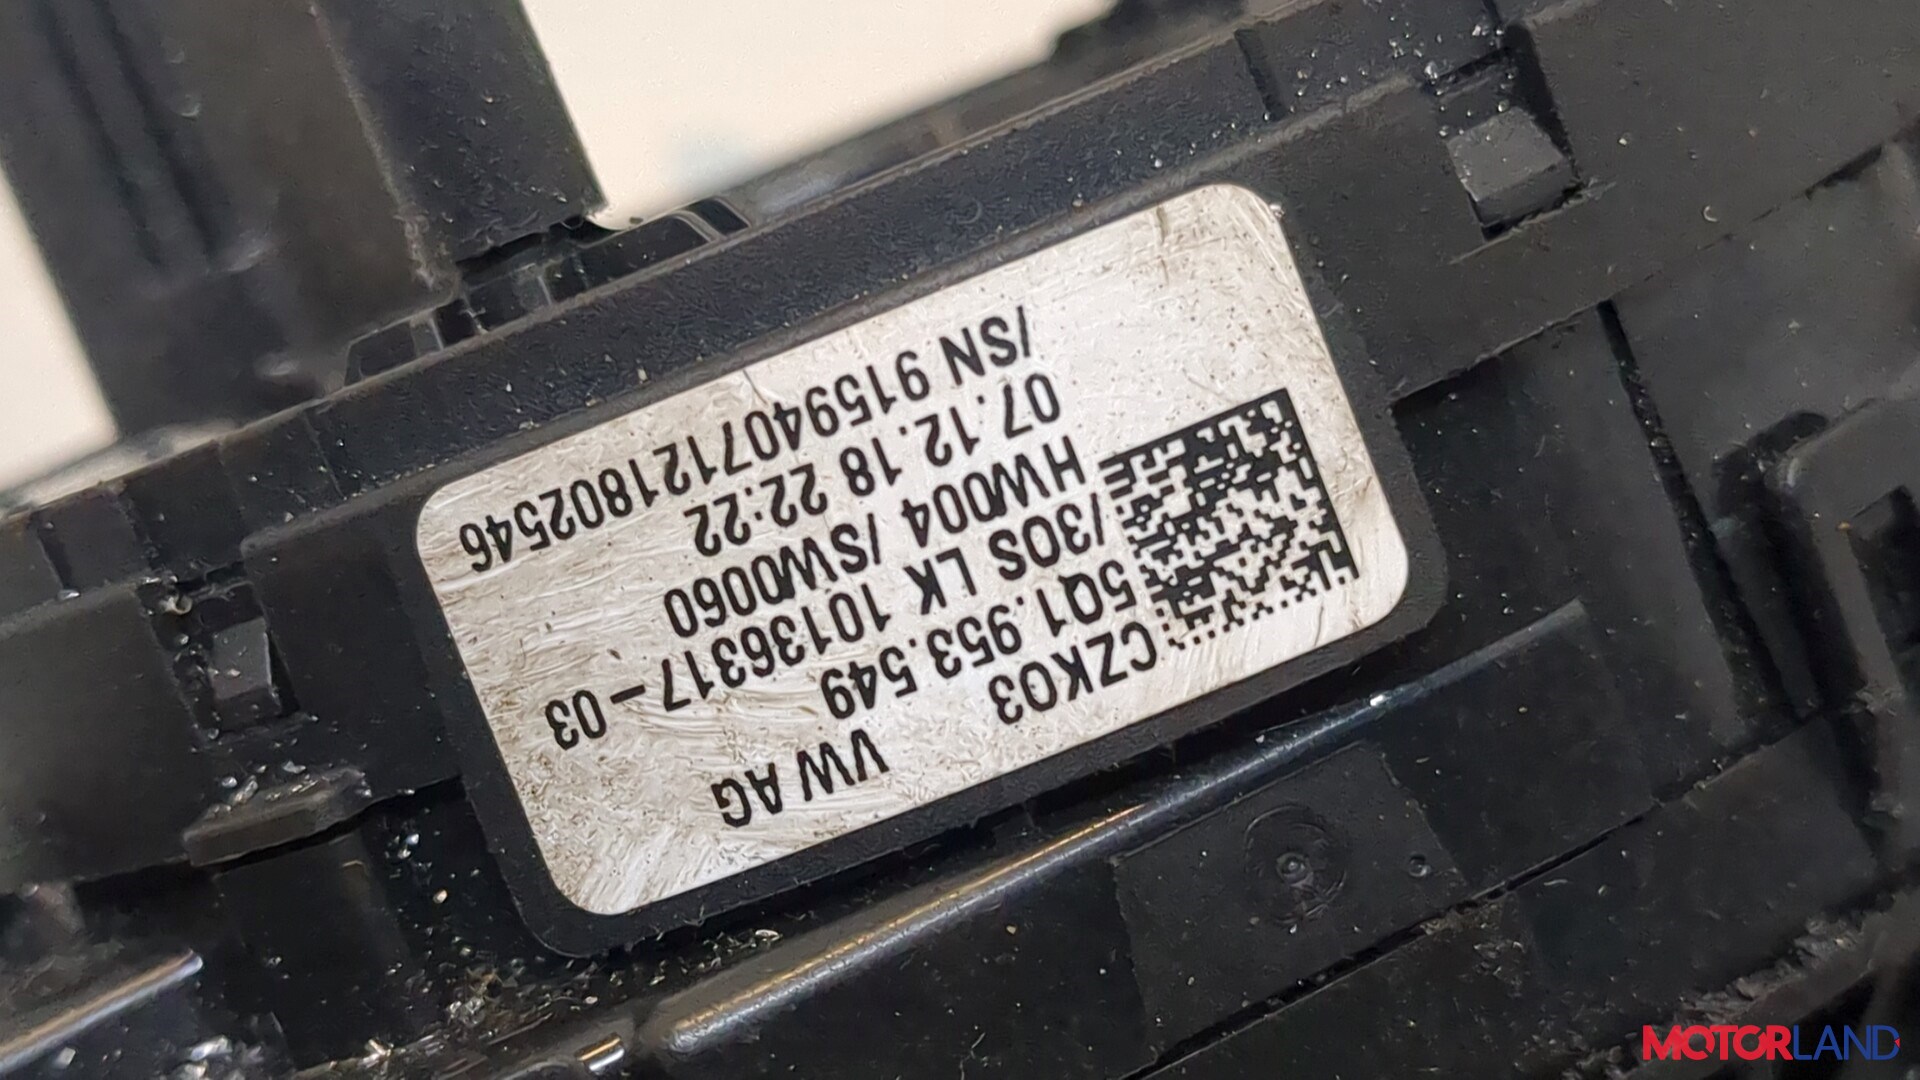 CZK03 VW AG
5Q1.953.549
/30S LK 10136317-03
HW004 /SW0060
07.12.18 22:22
/SN 9159407121802546
MOTORLAND